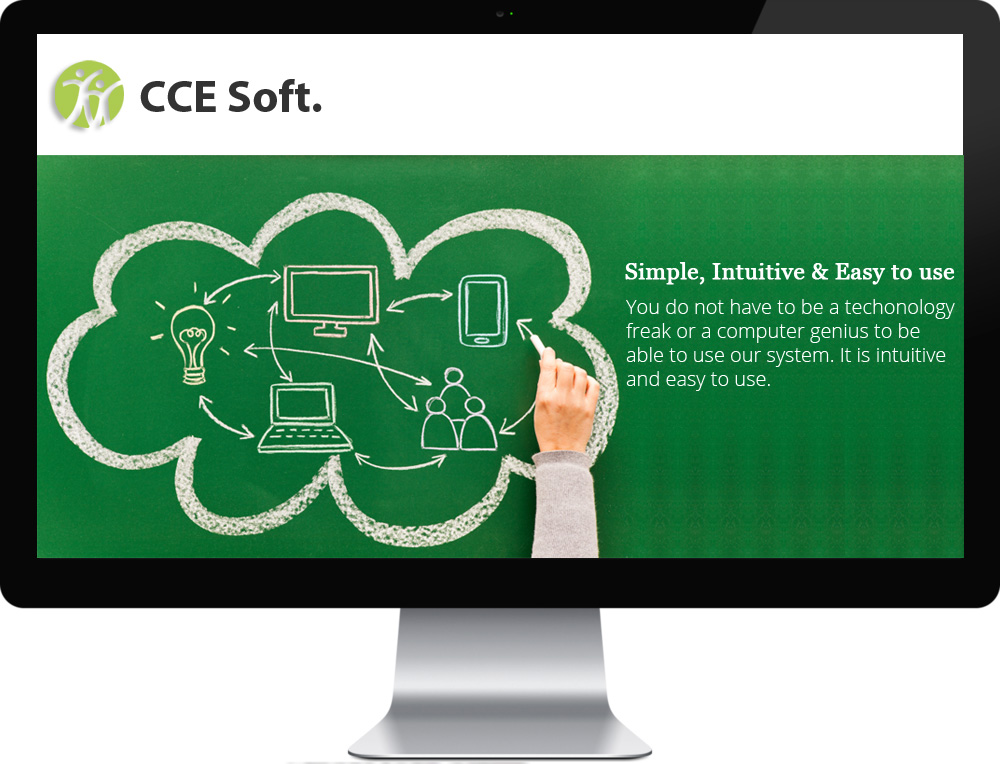 CCE Soft.
Simple, Intuitive & Easy to use
You do not have to be a techonology
freak or a computer genius to be
able to use our system. It is intuitive
and easy to use.